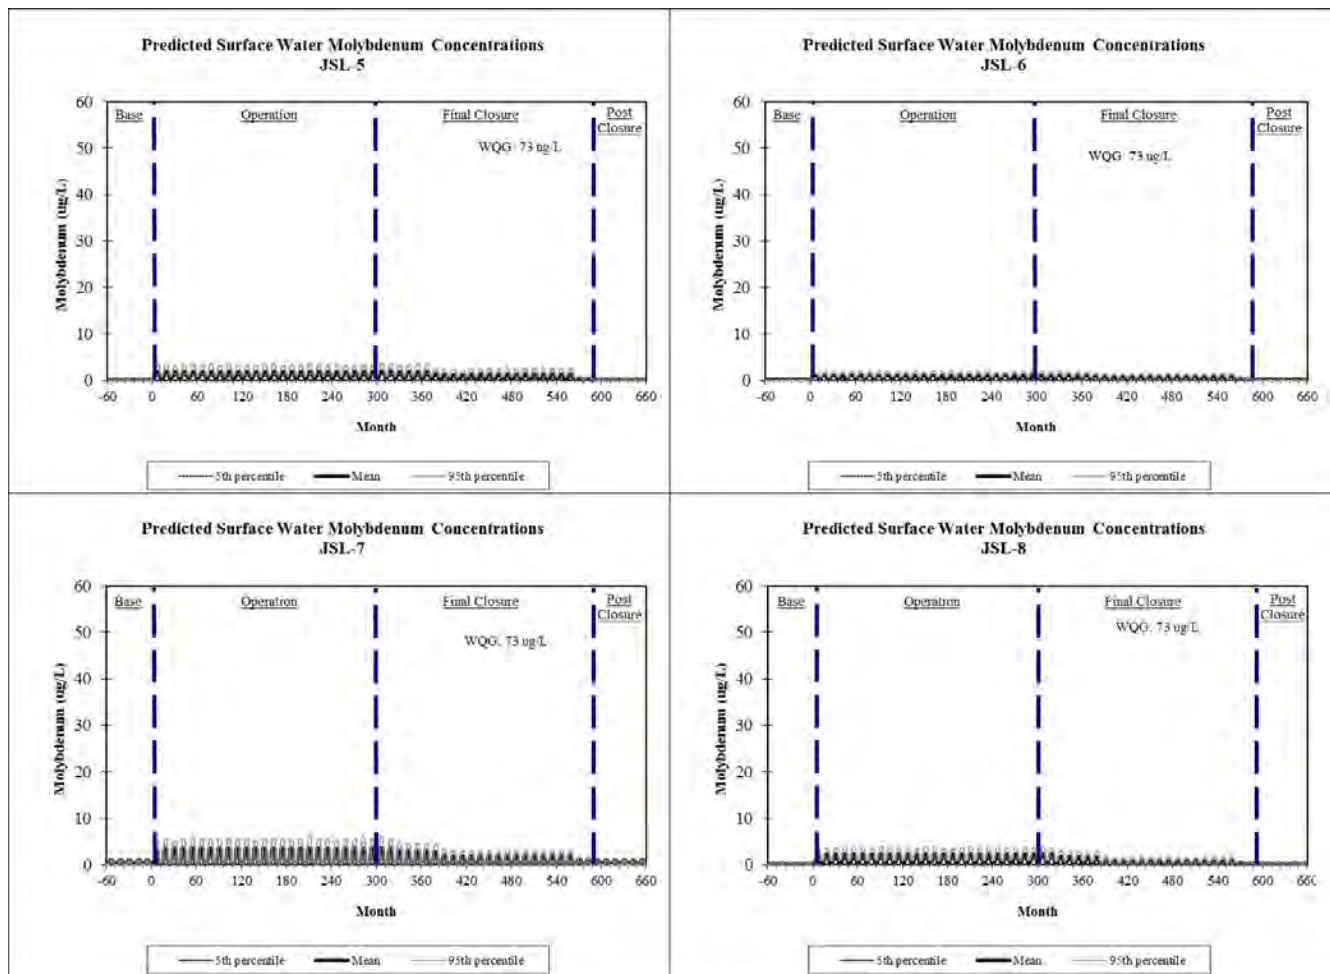 Predicted Surface Water Molybdenum Concentrations
JSL-5
60
50
40
30
20
10
0
Molybdenum (ug/L)
Base
Operation
Final Closure
Post
Closure
WQG: 73 ug/L
-60 0 60 120 180 240 300 360 420 480 540 600 660
Month
5th percentile Mean 95th percentile
Predicted Surface Water Molybdenum Concentrations
JSL-6
60
50
40
30
20
10
0
Molybdenum (ug/L)
Base
Operation
Final Closure
Post
Closure
WQG: 73 ug/L
-60 0 60 120 180 240 300 360 420 480 540 600 660
Month
5th percentile Mean 95th percentile
Predicted Surface Water Molybdenum Concentrations
JSL-7
60
50
40
30
20
10
0
Molybdenum (ug/L)
Base
Operation
Final Closure
Post
Closure
WQG: 73 ug/L
-60 0 60 120 180 240 300 360 420 480 540 600 660
Month
5th percentile Mean 95th percentile
Predicted Surface Water Molybdenum Concentrations
JSL-8
60
50
40
30
20
10
0
Molybdenum (ug/L)
Base
Operation
Final Closure
Post
Closure
WQG: 73 ug/L
-60 0 60 120 180 240 300 360 420 480 540 600 660
Month
5th percentile Mean 95th percentile